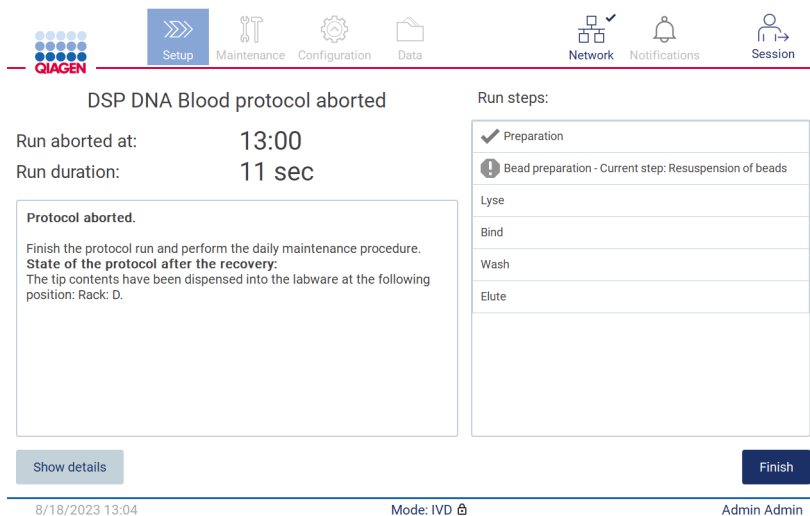 QIAGEN
Setup
Maintenance
Configuration
Data
Network
Notifications
Session
DSP DNA Blood protocol aborted
Run aborted at: 13:00
Run duration: 11 sec
Protocol aborted.
Finish the protocol run and perform the daily maintenance procedure.
State of the protocol after the recovery:
The tip contents have been dispensed into the labware at the following
position: Rack: D.
Run steps:
Preparation
Bead preparation - Current step: Resuspension of beads
Lyse
Bind
Wash
Elute
Show details
Finish
8/18/2023 13:04
Mode: IVD
Admin Admin